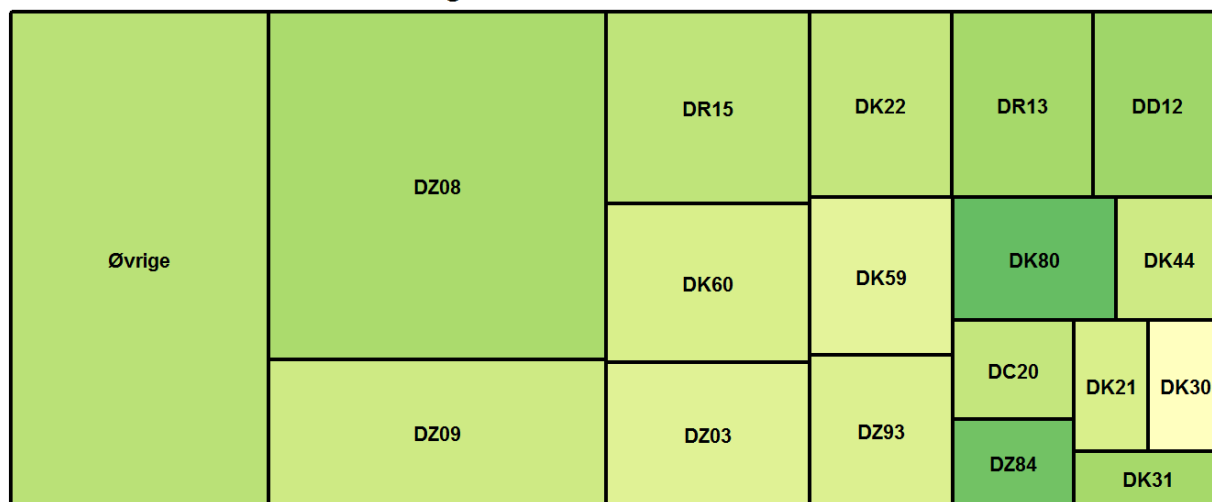 Øvrige
DZ08
DZ09
DR15
DK60
DZ03
DK22
DK59
DZ93
DR13
DD12
DK80
DK44
DC20
DK21
DK30
DZ84
DK31